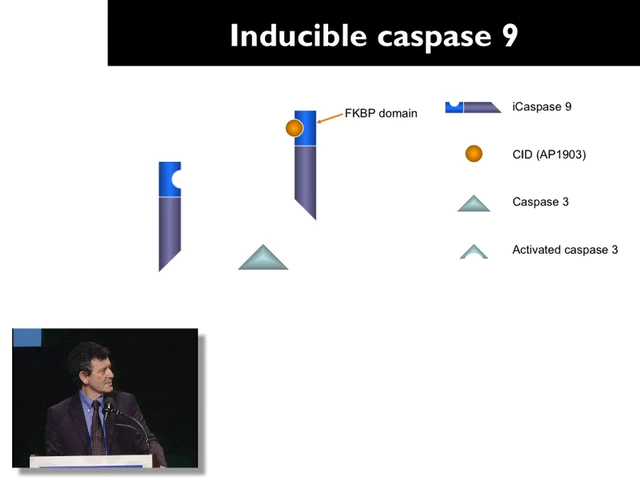 Inducible caspase 9
FKBP domain
iCaspase 9
CID (AP1903)
Caspase 3
Activated caspase 3